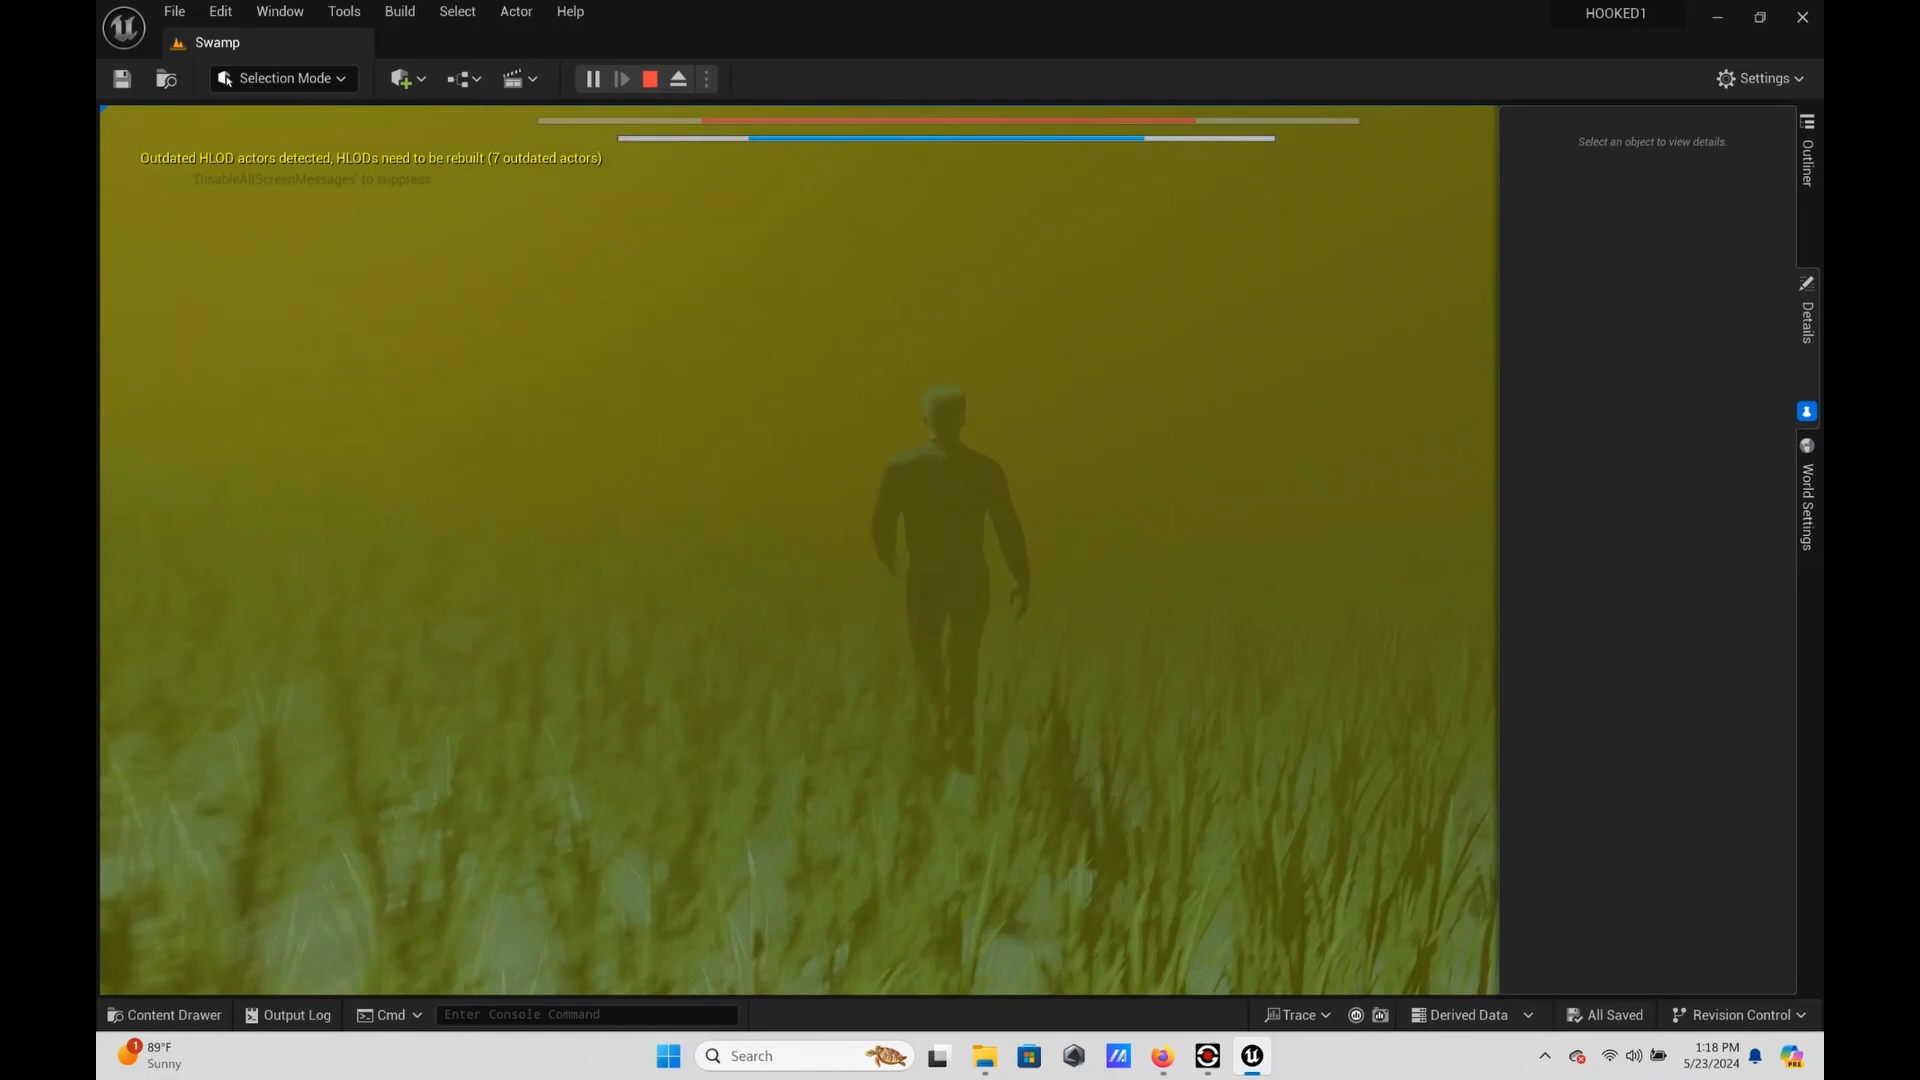 File Edit Window Tools Build Select Actor Help
HOOKED1
Swamp
Selection Mode
Settings
Outdated HLOD actors detected, HLODs need to be rebuilt (7 outdated actors)
'DisableAllScreenMessages' to suppress
Select an object to view details.
Outliner
Details
World Settings
Content Drawer
Output Log
Cmd
Enter Console Command
Trace
Derived Data
All Saved
Revision Control
1
89°F
Sunny
Search
1:18 PM
5/23/2024
PRE